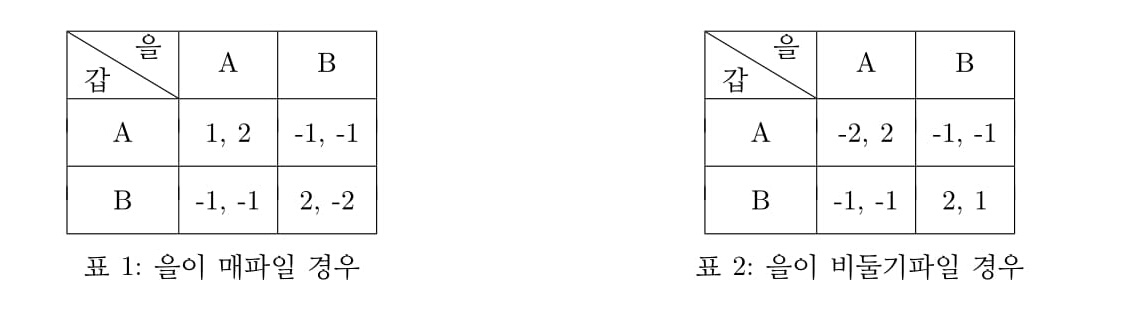 을 을
갑 A B 갑 A B
A 1, 2 -1, -1 A -2, 2 -1, -1
B -1, -1 2, -2 B -1, -1 2, 1
표 1: 을이 매파일 경우 표 2: 을이 비둘기파일 경우